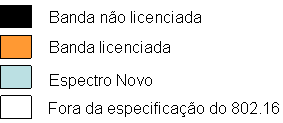 Banda não licenciada
Banda licenciada
Espectro Novo
Fora da especificação do 802.16